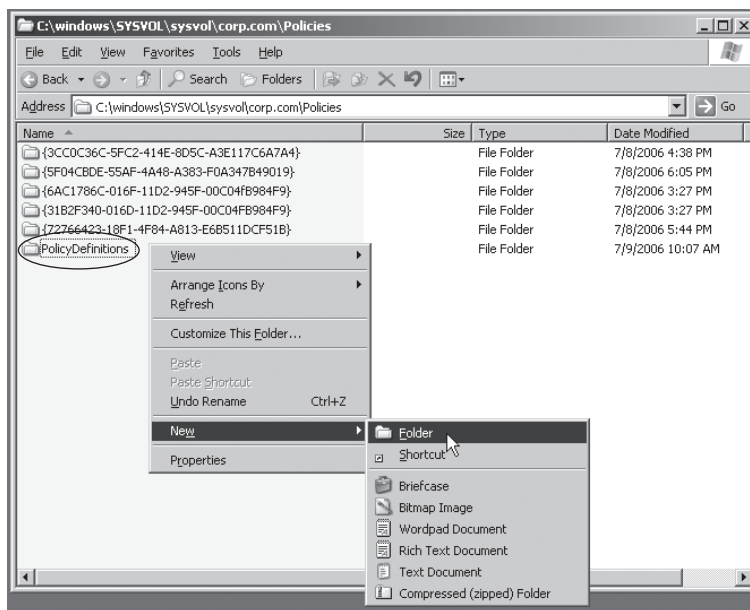 C:\windows\SYSVOL\sysvol\corp.com\Policies
File Edit View Favorites Tools Help
Back Search Folders
Address C:\windows\SYSVOL\sysvol\corp.com\Policies Go
Name Size Type Date Modified
{3CC0C36C-5FC2-414E-8D5C-A3E117C6A7A4} File Folder 7/8/2006 4:38 PM
{5F04CBDE-55AF-4A48-A383-F0A347B49019} File Folder 7/8/2006 6:05 PM
{6AC1786C-016F-11D2-945F-00C04fB984F9} File Folder 7/8/2006 3:27 PM
{31B2F340-016D-11D2-945F-00C04FB984F9} File Folder 7/8/2006 3:27 PM
{72766423-18F1-4F84-A813-E6B511DCF51B} File Folder 7/8/2006 5:44 PM
PolicyDefinitions File Folder 7/9/2006 10:07 AM
View
Arrange Icons By
Refresh
Customize This Folder...
Paste
Paste Shortcut
Undo Rename Ctrl+Z
New
Properties
Folder
Shortcut
Briefcase
Bitmap Image
Wordpad Document
Rich Text Document
Text Document
Compressed (zipped) Folder